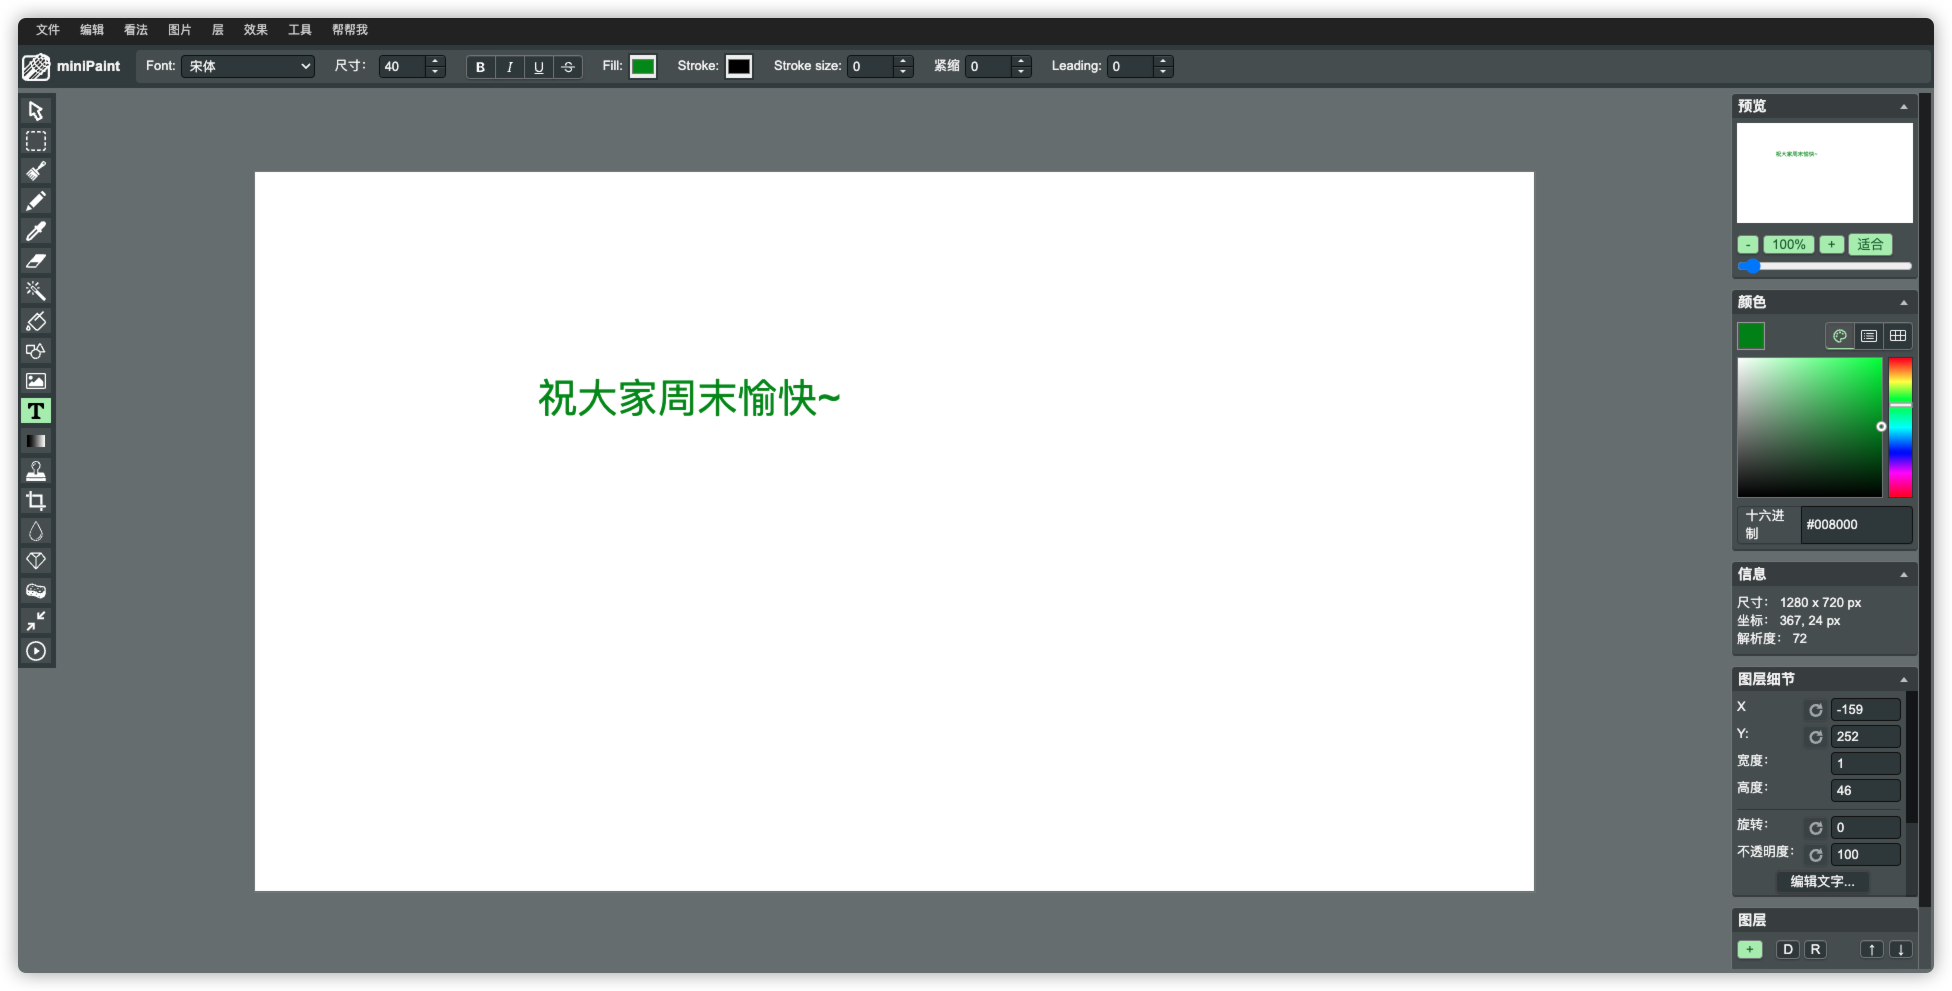 文件 编辑 看法 图片 层 效果 工具 帮帮我
miniPaint Font: 宋体 尺寸: 40 B I U S Fill: Stroke: Stroke size: 0 紧缩 0 Leading: 0
T
祝大家周末愉快~
预览
祝大家周末愉快~
- 100% + 适合
颜色
十六进制 #008000
信息
尺寸: 1280 x 720 px
坐标: 367, 24 px
解析度: 72
图层细节
X -159
Y: 252
宽度: 1
高度: 46
旋转: 0
不透明度: 100
编辑文字...
图层
+ D R ↑ ↓